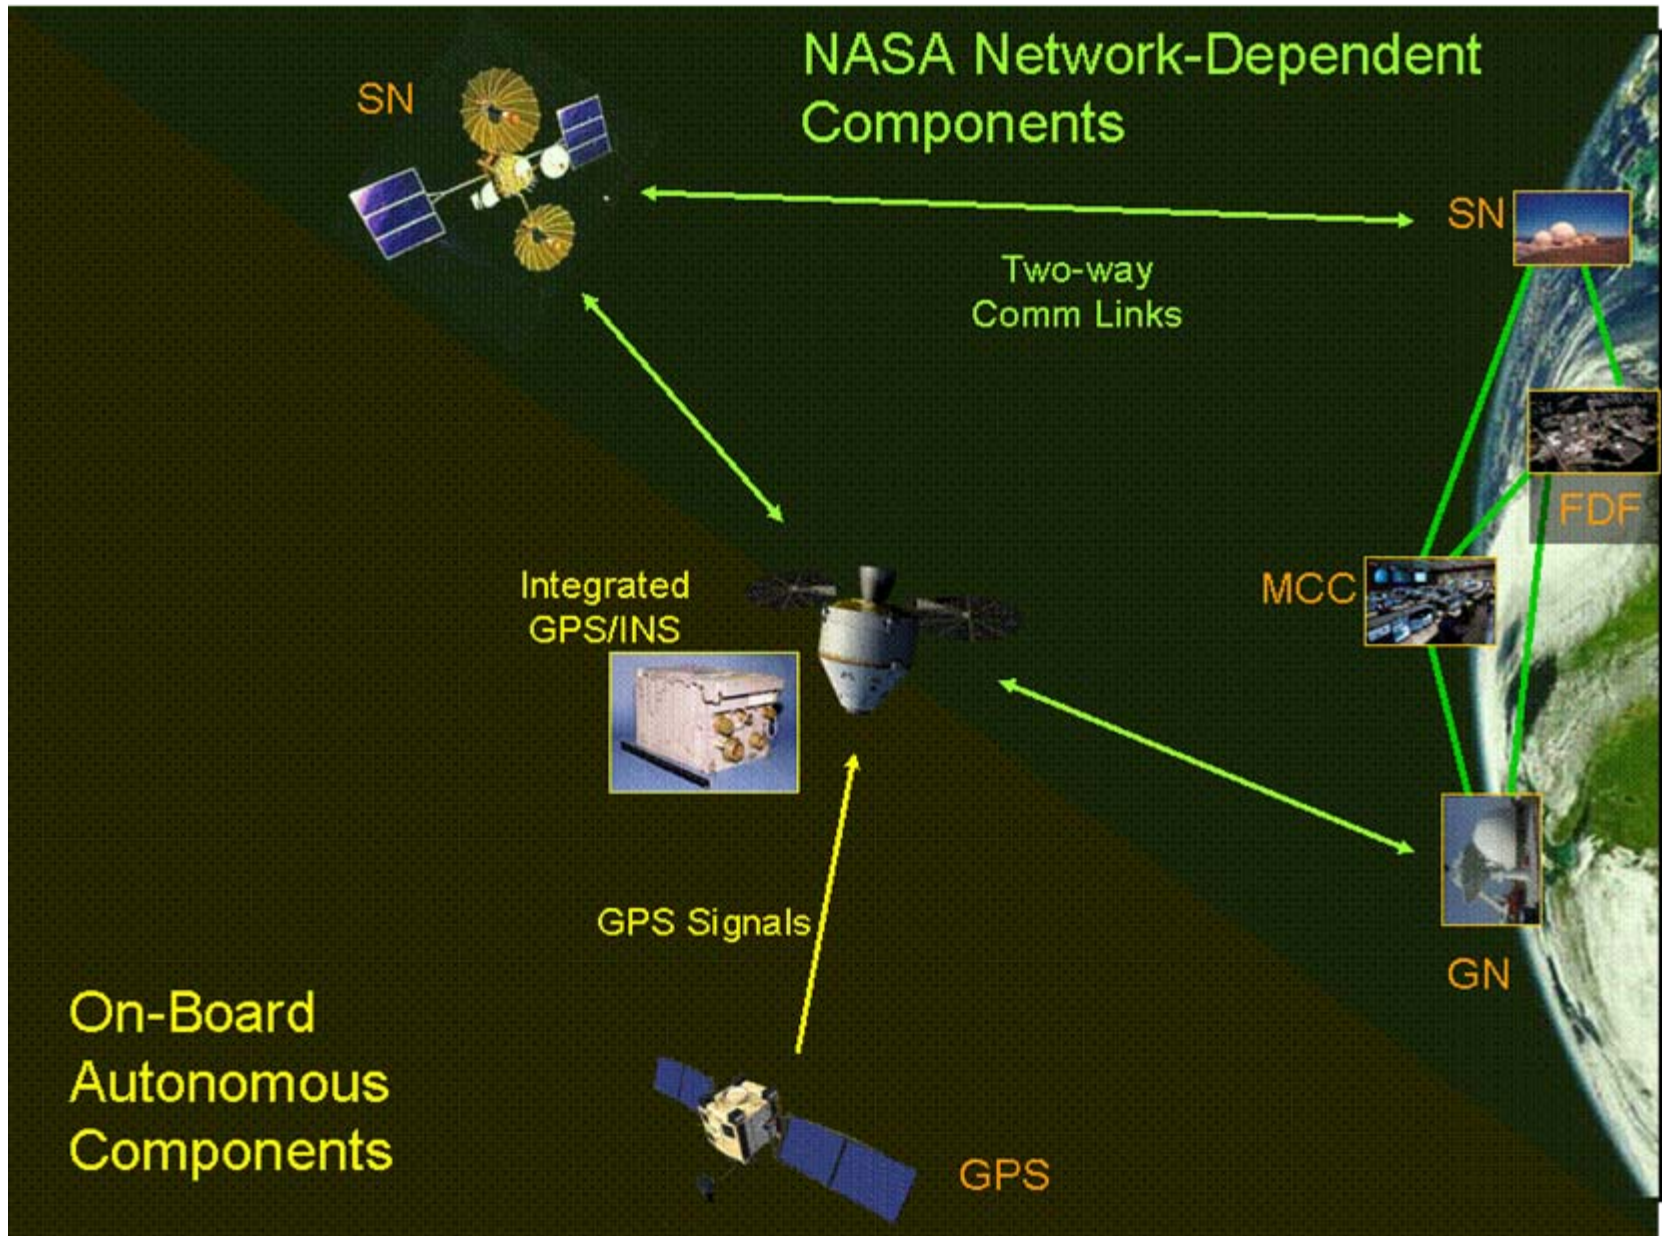 NASA Network-Dependent
Components
SN
SN
Two-way
Comm Links
FDF
Integrated
GPS/INS
MCC
GPS Signals
GN
On-Board
Autonomous
Components
GPS